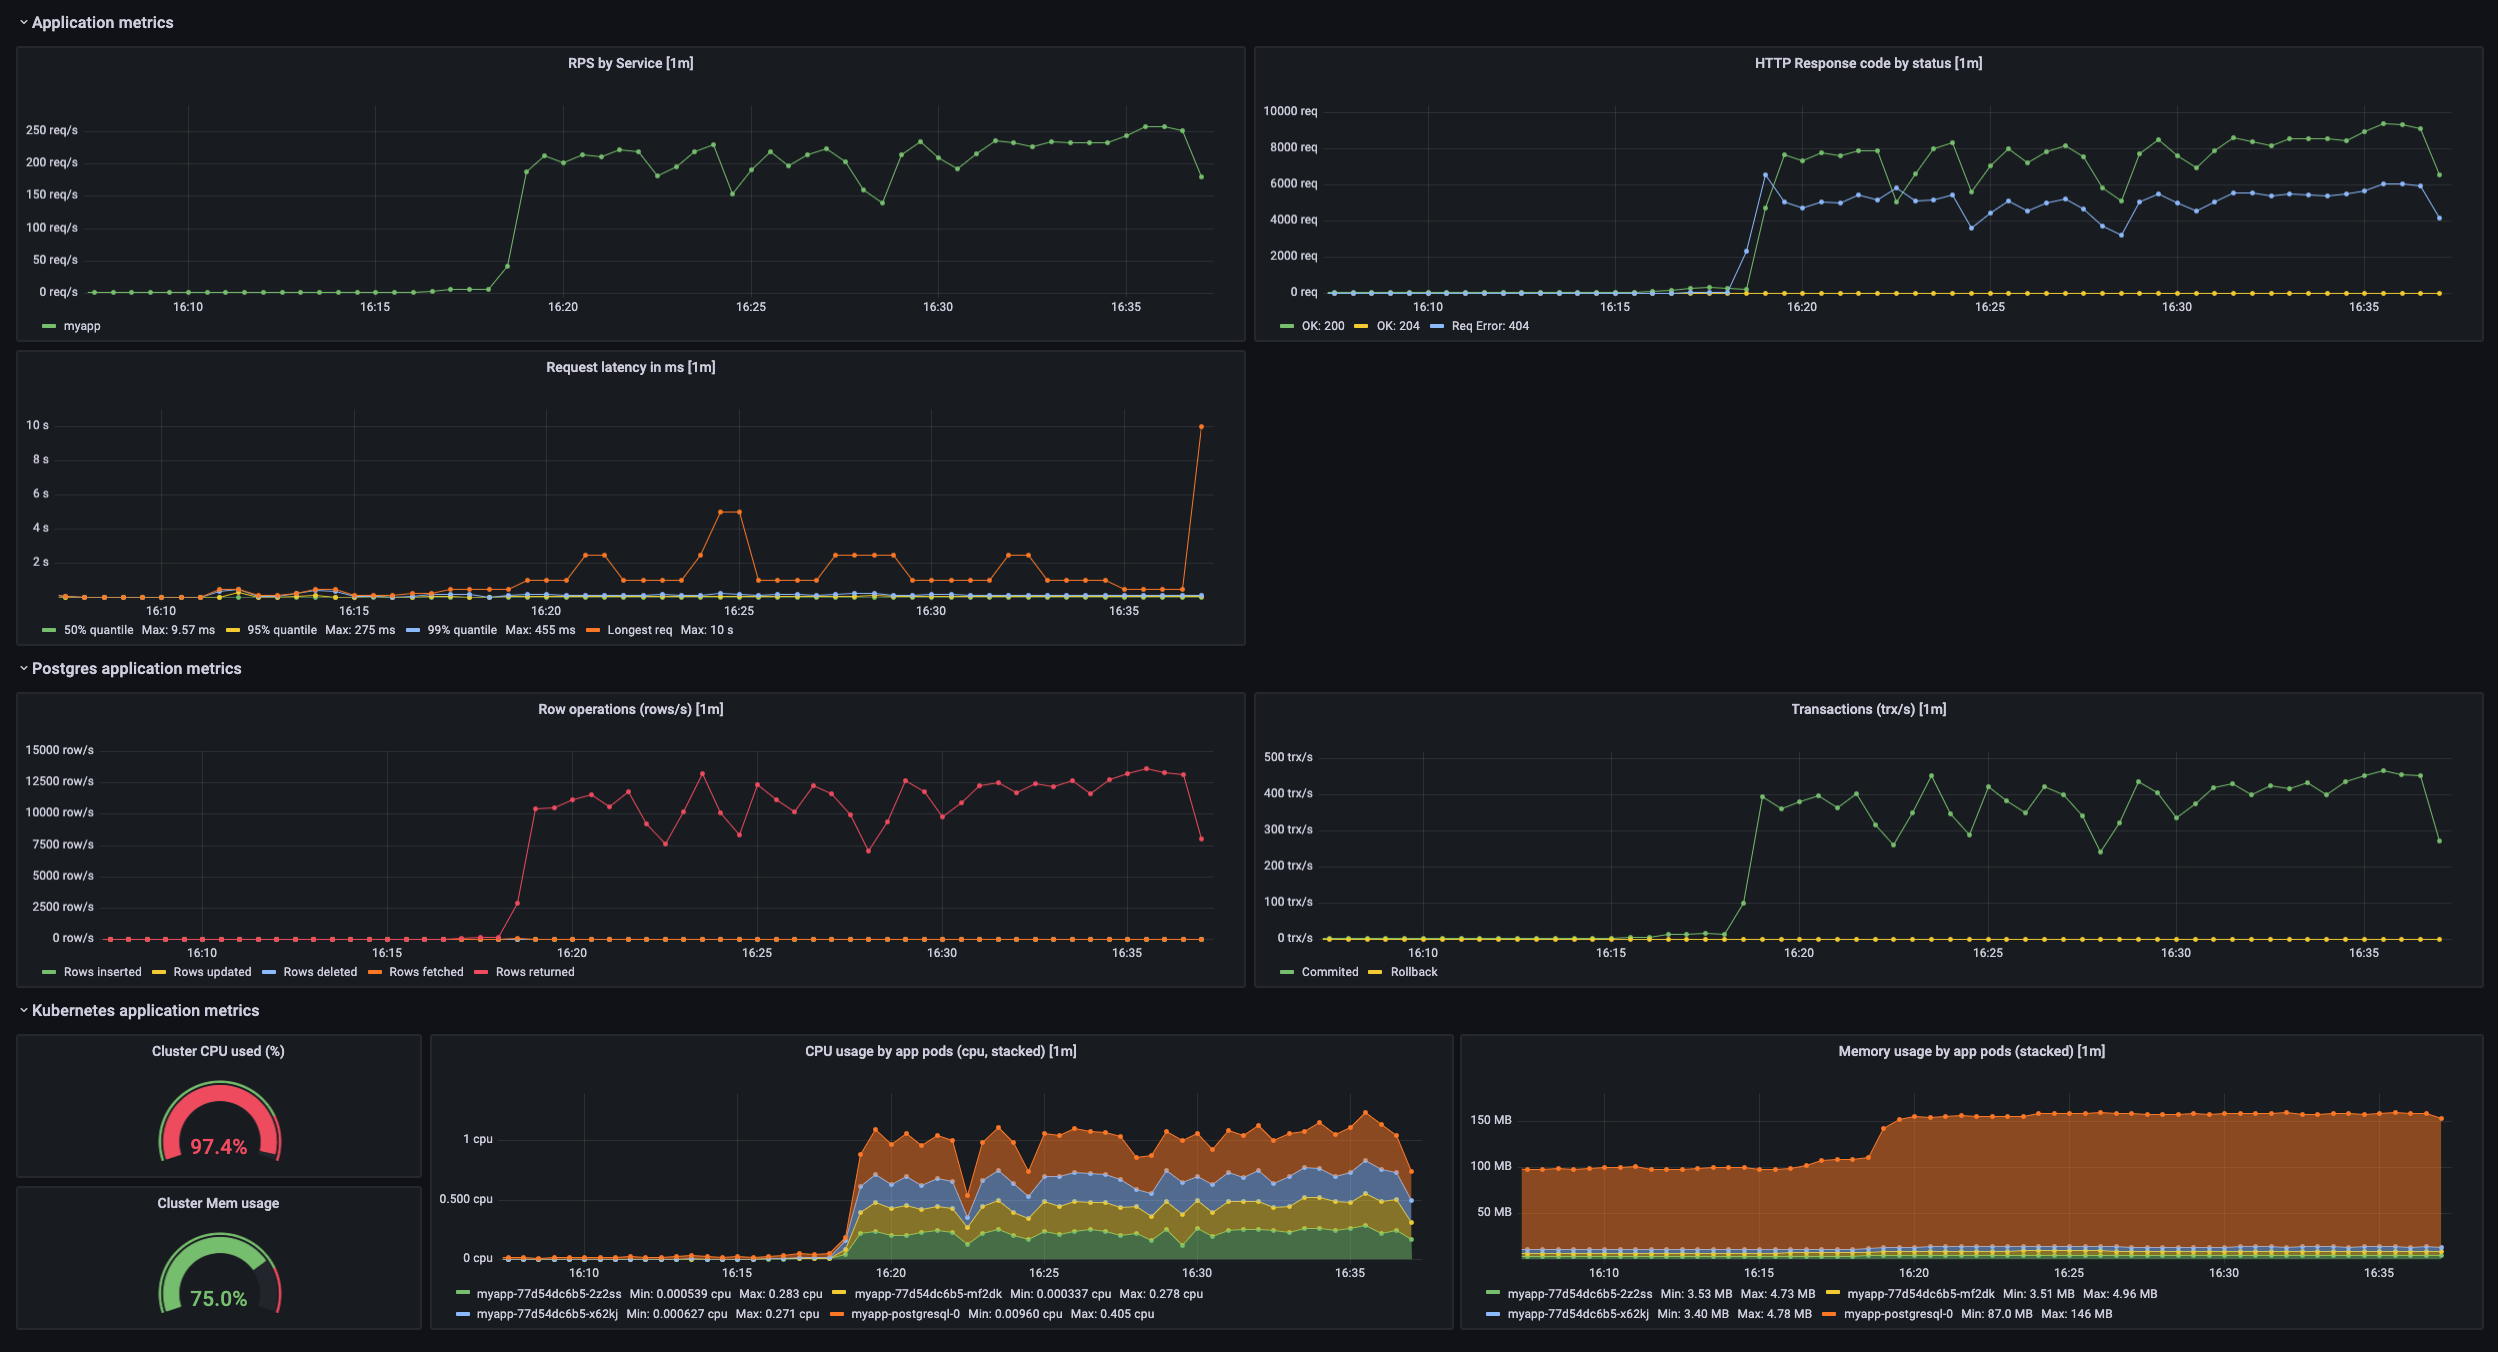 Application metrics
RPS by Service [1m]
250 req/s
200 req/s
150 req/s
100 req/s
50 req/s
0 req/s
16:10 16:15 16:20 16:25 16:30 16:35
myapp
HTTP Response code by status [1m]
10000 req
8000 req
6000 req
4000 req
2000 req
0 req
16:10 16:15 16:20 16:25 16:30 16:35
OK: 200 OK: 204 Req Error: 404
Request latency in ms [1m]
10 s
8 s
6 s
4 s
2 s
16:10 16:15 16:20 16:25 16:30 16:35
50% quantile Max: 9.57 ms 95% quantile Max: 275 ms 99% quantile Max: 455 ms Longest req Max: 10 s
Postgres application metrics
Row operations (rows/s) [1m]
15000 row/s
12500 row/s
10000 row/s
7500 row/s
5000 row/s
2500 row/s
0 row/s
16:10 16:15 16:20 16:25 16:30 16:35
Rows inserted Rows updated Rows deleted Rows fetched Rows returned
Transactions (trx/s) [1m]
500 trx/s
400 trx/s
300 trx/s
200 trx/s
100 trx/s
0 trx/s
16:10 16:15 16:20 16:25 16:30 16:35
Commited Rollback
Kubernetes application metrics
Cluster CPU used (%)
97.4%
Cluster Mem usage
75.0%
CPU usage by app pods (cpu, stacked) [1m]
1 cpu
0.500 cpu
0 cpu
16:10 16:15 16:20 16:25 16:30 16:35
myapp-77d54dc6b5-2z2ss Min: 0.000539 cpu Max: 0.283 cpu myapp-77d54dc6b5-mf2dk Min: 0.000337 cpu Max: 0.278 cpu
myapp-77d54dc6b5-x62kj Min: 0.000627 cpu Max: 0.271 cpu myapp-postgresql-0 Min: 0.00960 cpu Max: 0.405 cpu
Memory usage by app pods (stacked) [1m]
150 MB
100 MB
50 MB
16:10 16:15 16:20 16:25 16:30 16:35
myapp-77d54dc6b5-2z2ss Min: 3.53 MB Max: 4.73 MB myapp-77d54dc6b5-mf2dk Min: 3.51 MB Max: 4.96 MB
myapp-77d54dc6b5-x62kj Min: 3.40 MB Max: 4.78 MB myapp-postgresql-0 Min: 87.0 MB Max: 146 MB